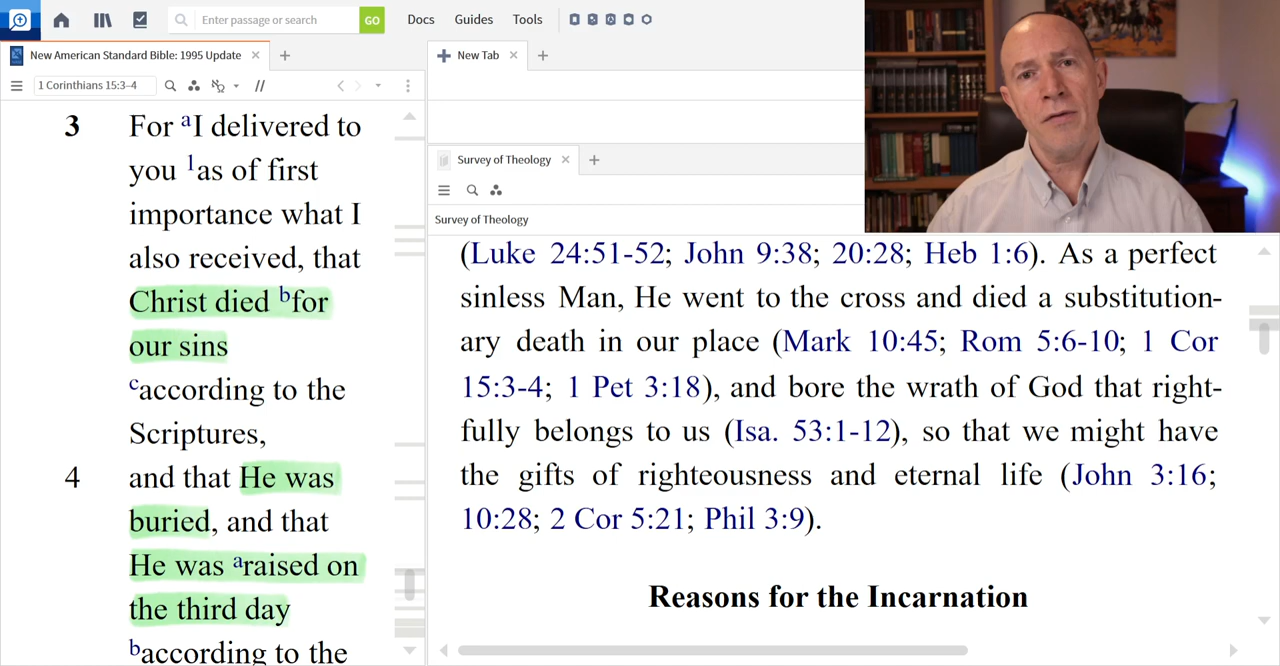 Enter passage or search
GO
Docs
Guides
Tools
New American Standard Bible: 1995 Update
New Tab
1 Corinthians 15:3-4
3 For aI delivered to
you 1as of first
importance what I
also received, that
Christ died bfor
our sins
caccording to the
Scriptures,
4 and that He was
buried, and that
He was araised on
the third day
baccording to the
Survey of Theology
Survey of Theology
(Luke 24:51-52; John 9:38; 20:28; Heb 1:6). As a perfect
sinless Man, He went to the cross and died a substitution-
ary death in our place (Mark 10:45; Rom 5:6-10; 1 Cor
15:3-4; 1 Pet 3:18), and bore the wrath of God that right-
fully belongs to us (Isa. 53:1-12), so that we might have
the gifts of righteousness and eternal life (John 3:16;
10:28; 2 Cor 5:21; Phil 3:9).
Reasons for the Incarnation